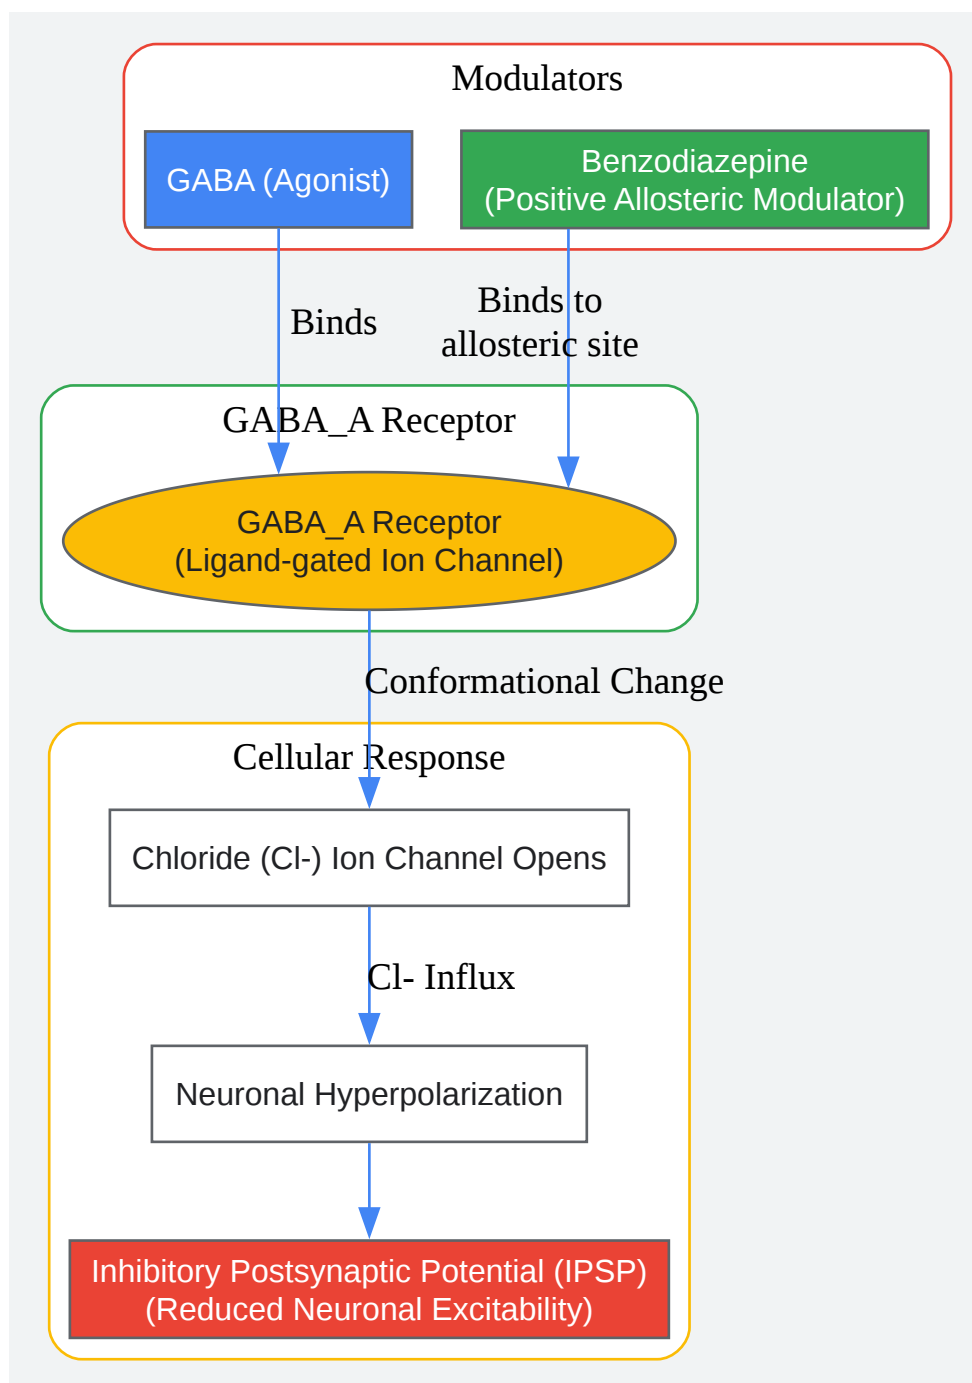 Modulators
GABA (Agonist)
Benzodiazepine
(Positive Allosteric Modulator)
Binds
Binds to
allosteric site
GABA_A Receptor
GABA_A Receptor
(Ligand-gated Ion Channel)
Conformational Change
Cellular Response
Chloride (Cl-) Ion Channel Opens
Cl- Influx
Neuronal Hyperpolarization
Inhibitory Postsynaptic Potential (IPSP)
(Reduced Neuronal Excitability)